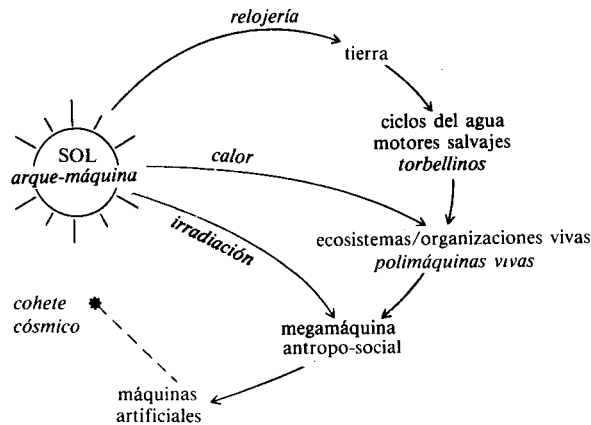 relojería
tierra
SOL
arque-máquina
ciclos del agua
motores salvajes
torbellinos
calor
irradiación
ecosistemas/organizaciones vivas
polimáquinas vivas
cohete
cósmico
megamáquina
antropo-social
máquinas
artificiales